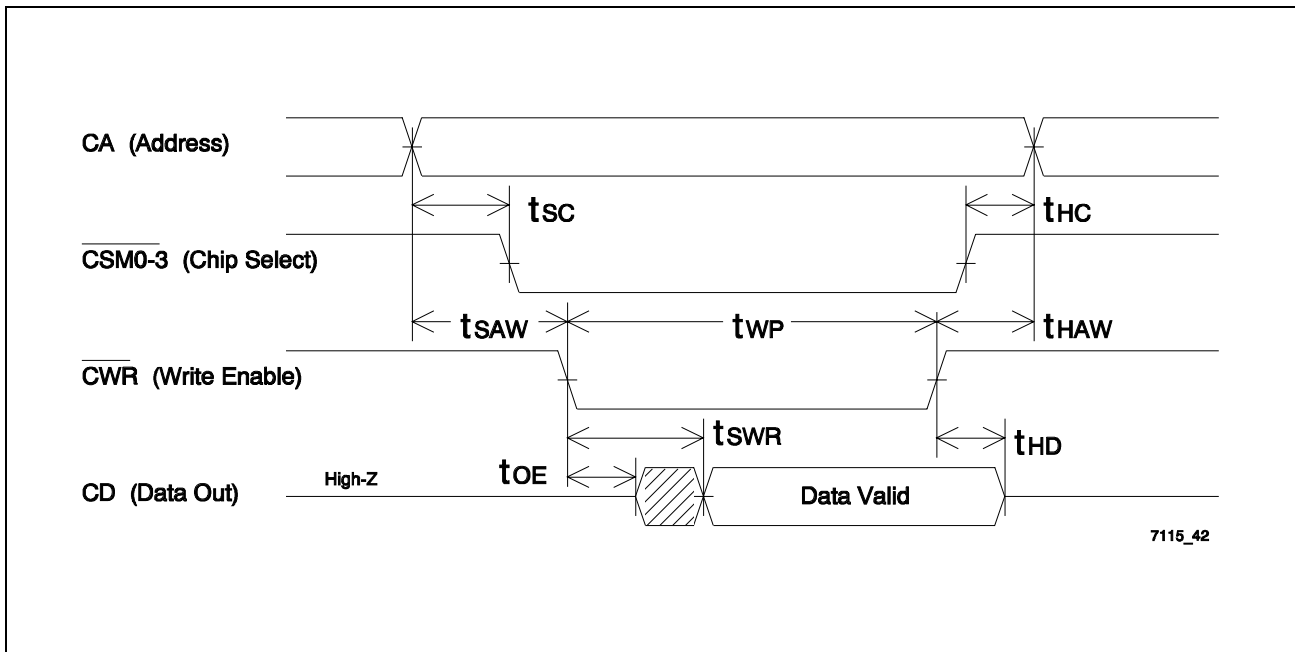 CA (Address)
tSC
tHC
CSM0-3 (Chip Select)
tSAW
tWP
tHAW
CWR (Write Enable)
tSWR
tHD
tOE
CD (Data Out)
High-Z
Data Valid
7115_42